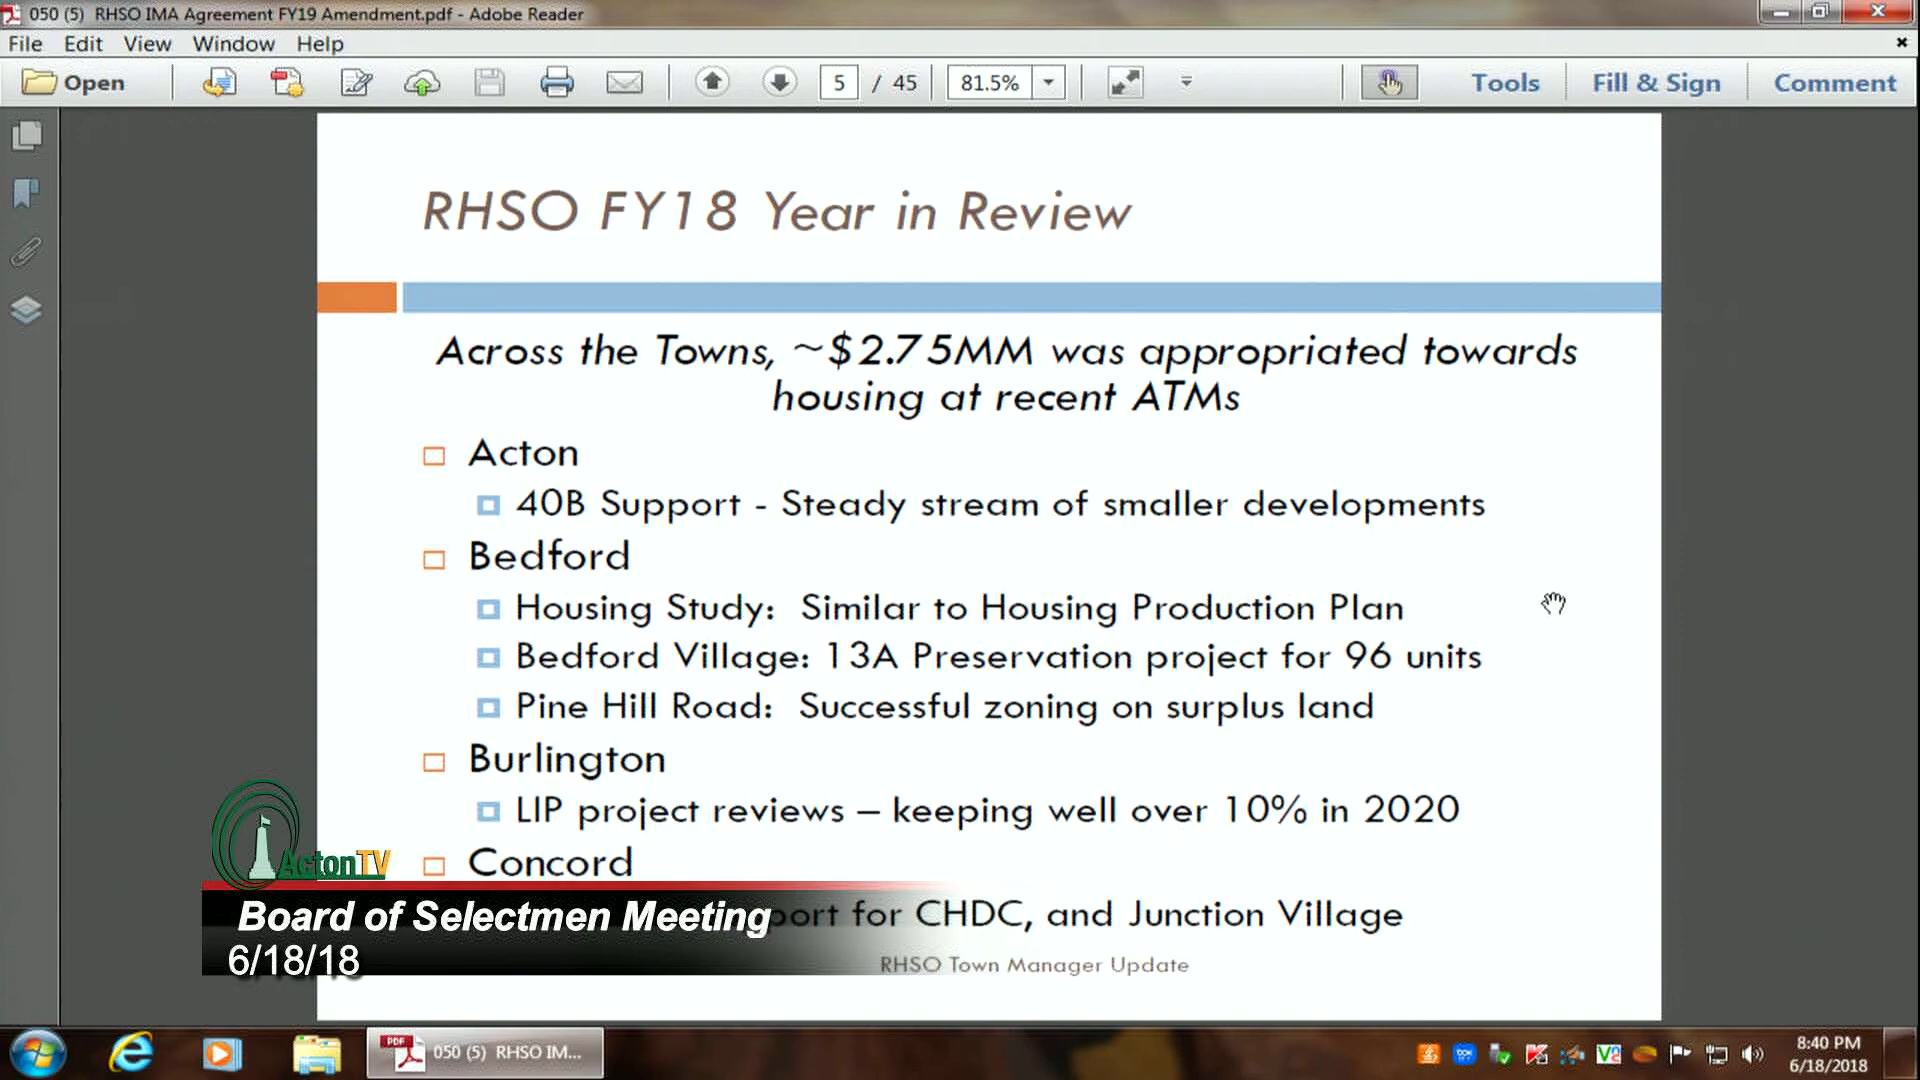 050 (5) RHSO IMA Agreement FY19 Amendment.pdf - Adobe Reader
File Edit View Window Help
Open 5 / 45 81.5% Tools Fill & Sign Comment
RHSO FY18 Year in Review
Across the Towns, ~$2.75MM was appropriated towards
housing at recent ATMs
Acton
40B Support - Steady stream of smaller developments
Bedford
Housing Study: Similar to Housing Production Plan
Bedford Village: 13A Preservation project for 96 units
Pine Hill Road: Successful zoning on surplus land
Burlington
LIP project reviews – keeping well over 10% in 2020
Concord
port for CHDC, and Junction Village
RHSO Town Manager Update
ActonTV
Board of Selectmen Meeting
6/18/18
PDF
050 (5) RHSO IM...
8:40 PM
6/18/2018